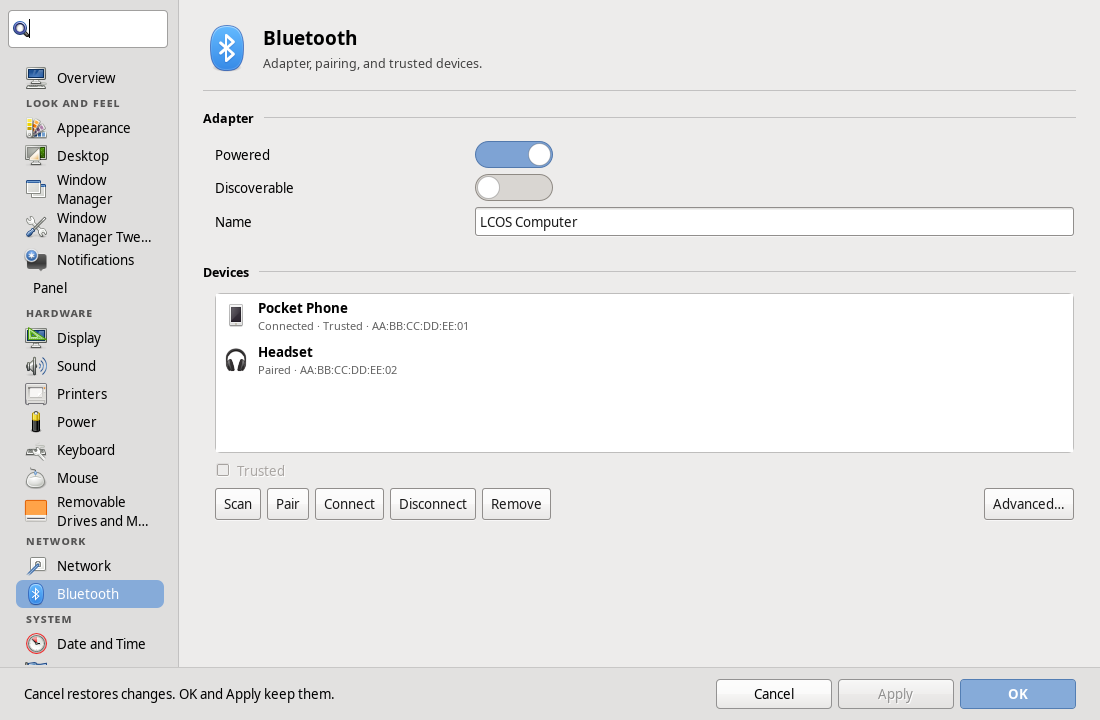 Overview
LOOK AND FEEL
Appearance
Desktop
Window
Manager
Window
Manager Twe...
Notifications
Panel
HARDWARE
Display
Sound
Printers
Power
Keyboard
Mouse
Removable
Drives and M...
NETWORK
Network
Bluetooth
SYSTEM
Date and Time
Bluetooth
Adapter, pairing, and trusted devices.
Adapter
Powered
Discoverable
Name
LCOS Computer
Devices
Pocket Phone
Connected · Trusted · AA:BB:CC:DD:EE:01
Headset
Paired · AA:BB:CC:DD:EE:02
Trusted
Scan Pair Connect Disconnect Remove Advanced...
Cancel restores changes. OK and Apply keep them.
Cancel Apply OK